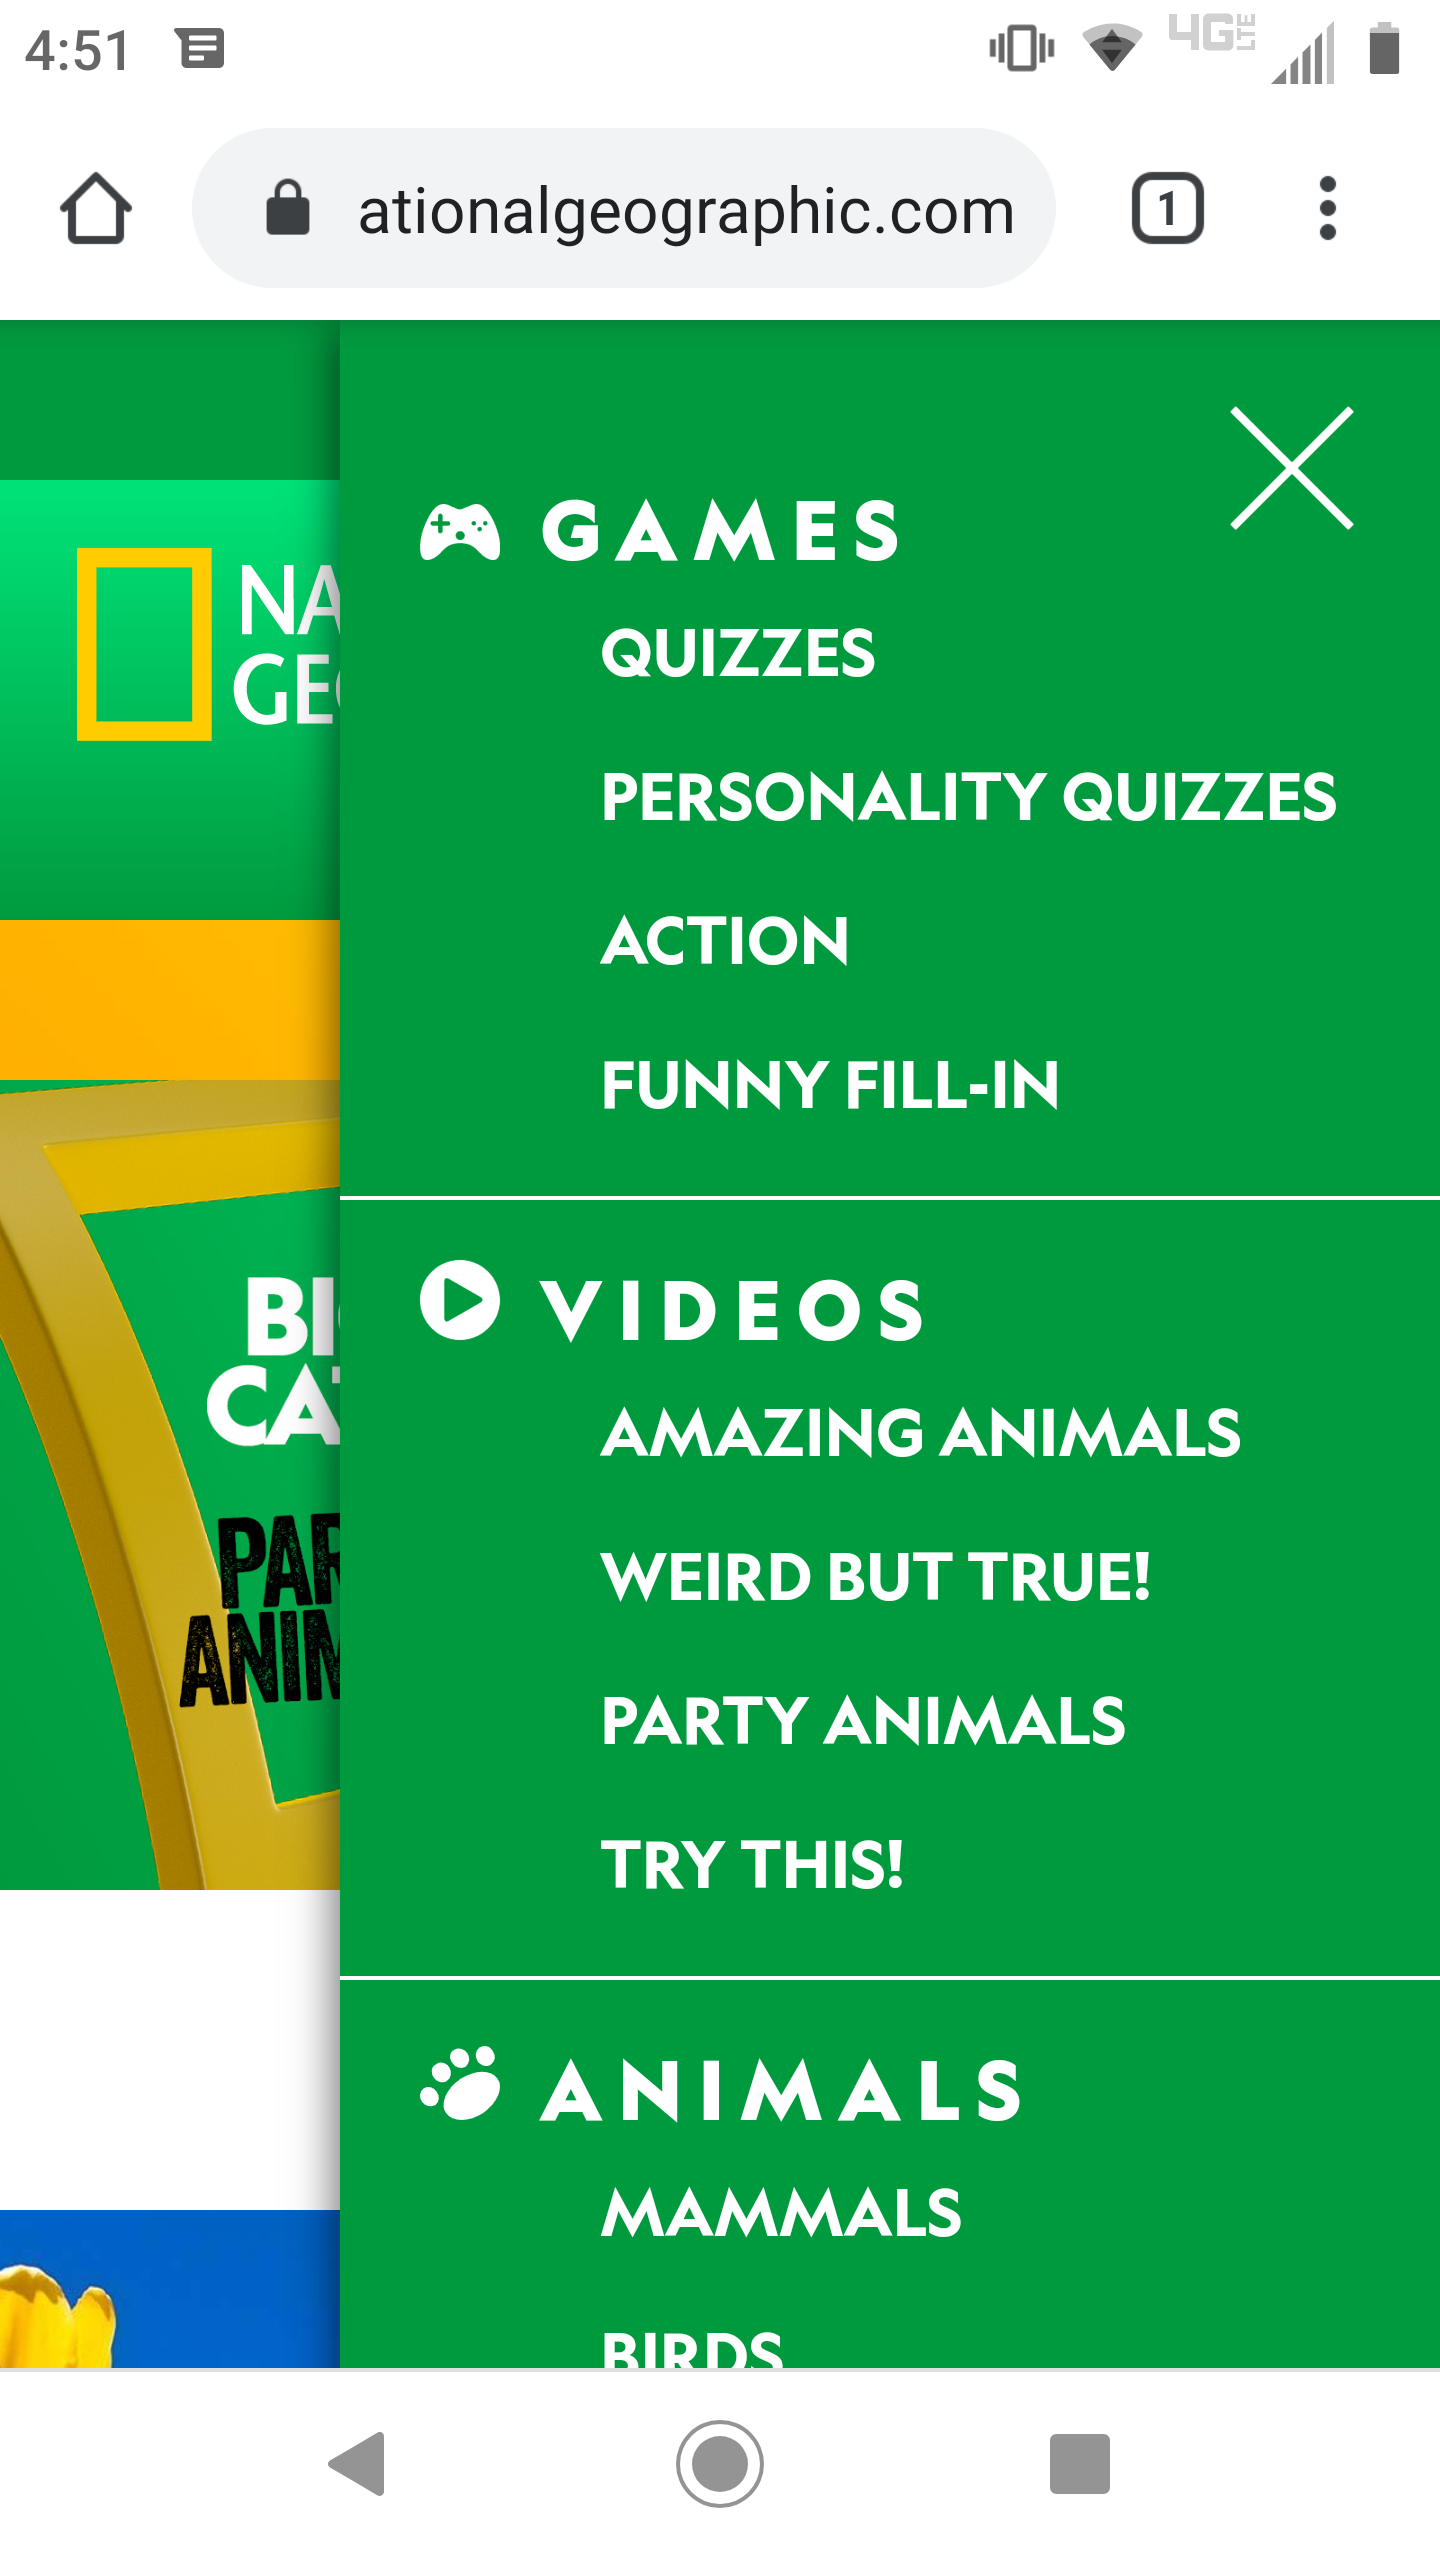 4:51
4G LTE
ationalgeographic.com
1
GAMES
QUIZZES
PERSONALITY QUIZZES
ACTION
FUNNY FILL-IN
VIDEOS
AMAZING ANIMALS
WEIRD BUT TRUE!
PARTY ANIMALS
TRY THIS!
ANIMALS
MAMMALS
BIRDS
NA
GE
BI
CA
PAR
ANIM